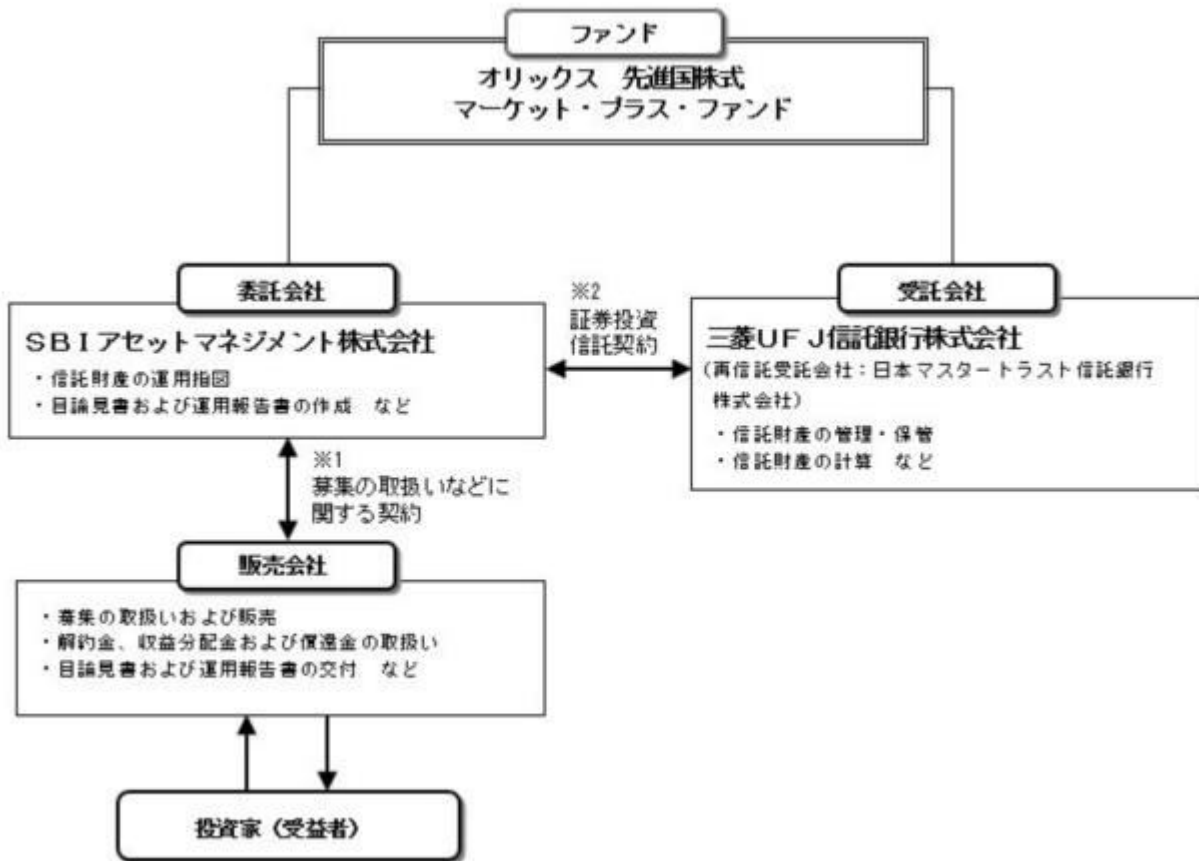 ファンド
オリックス 先進国株式
マーケット・プラス・ファンド
委託会社
SBIアセットマネジメント株式会社
・信託財産の運用指図
・目論見書および運用報告書の作成 など
※2
証券投資
信託契約
受託会社
三菱UFJ信託銀行株式会社
(再信託受託会社:日本マスタートラスト信託銀行
株式会社)
・信託財産の管理・保管
・信託財産の計算 など
※1
募集の取扱いなどに
関する契約
販売会社
・募集の取扱いおよび販売
・解約金、収益分配金および償還金の取扱い
・目論見書および運用報告書の交付 など
投資家(受益者)